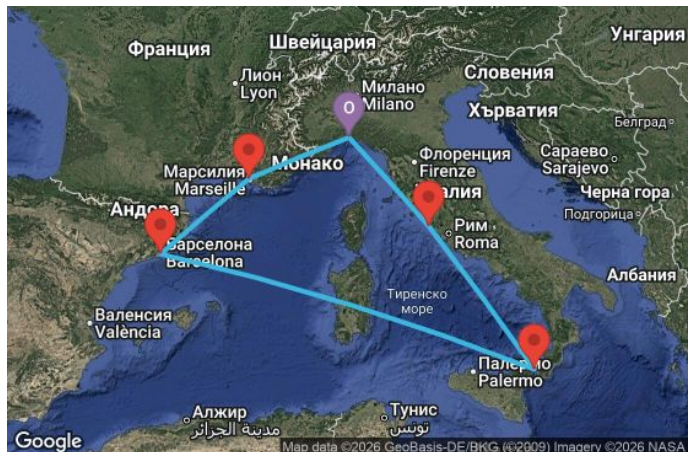 Франция
Швейцария
Унгария
Словения
Лион
Lyon
Милано
Milano
O
Хърватия
Белград
Марсилия
Marseille
Монако
Флоренция
Firenze
Сараево
Sarajevo
Италия
Черна гора
Андора
Подгорица
Барселона
Barcelona
Рим
Roma
Албания
Тиренско
море
Валенсия
València
Палермо
Palermo
Алжир
مدينة الجزائر
Тунис
تونس
Google
Map data ©2026 GeoBasis-DE/BKG (©2009) Imagery ©2026 NASA